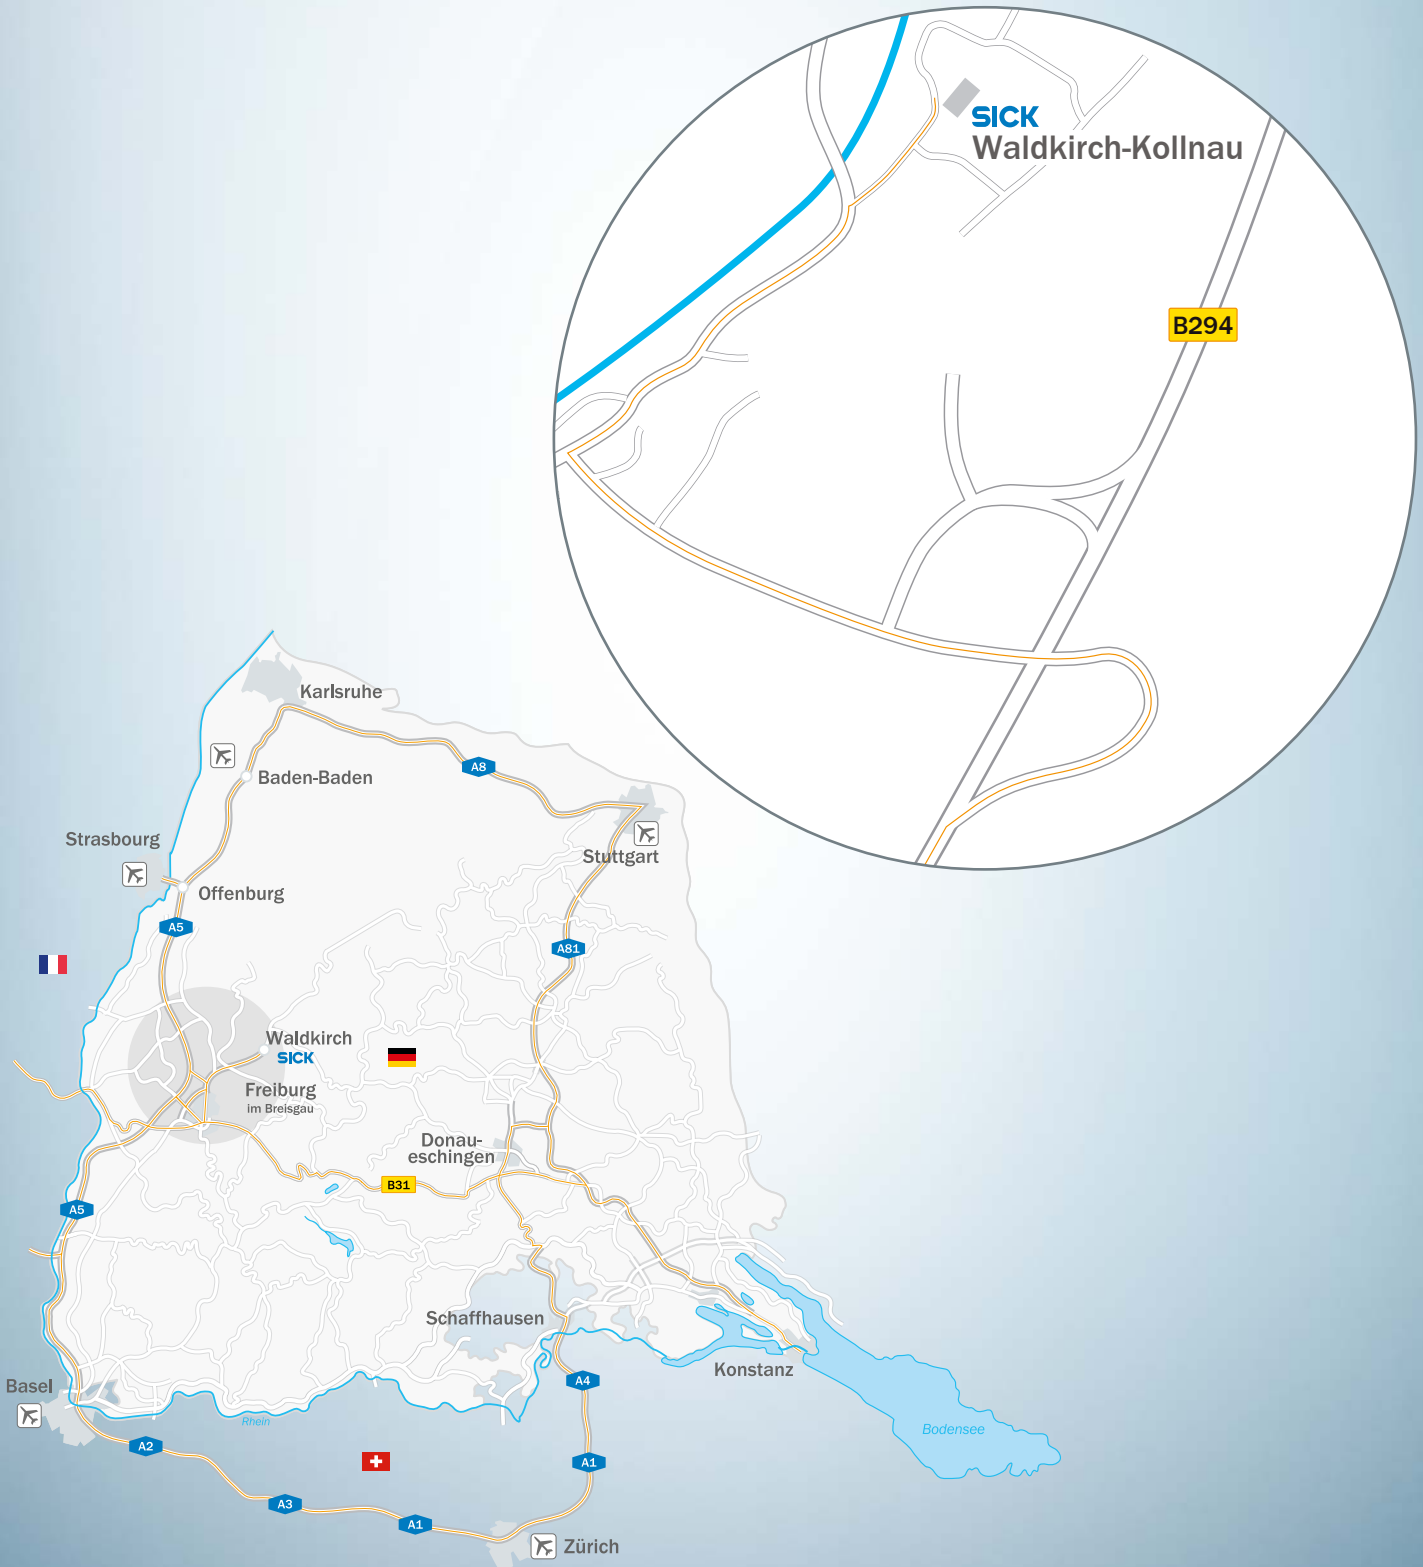 SICK
Waldkirch-Kollnau
B294
Karlsruhe
Baden-Baden
A8
Strasbourg
Stuttgart
Offenburg
A5
A81
Waldkirch
SICK
Freiburg
im Breisgau
Donau-
eschingen
B31
A5
Schaffhausen
Konstanz
Basel
A4
Rhein
Bodensee
A2
A1
A3
A1
Zürich